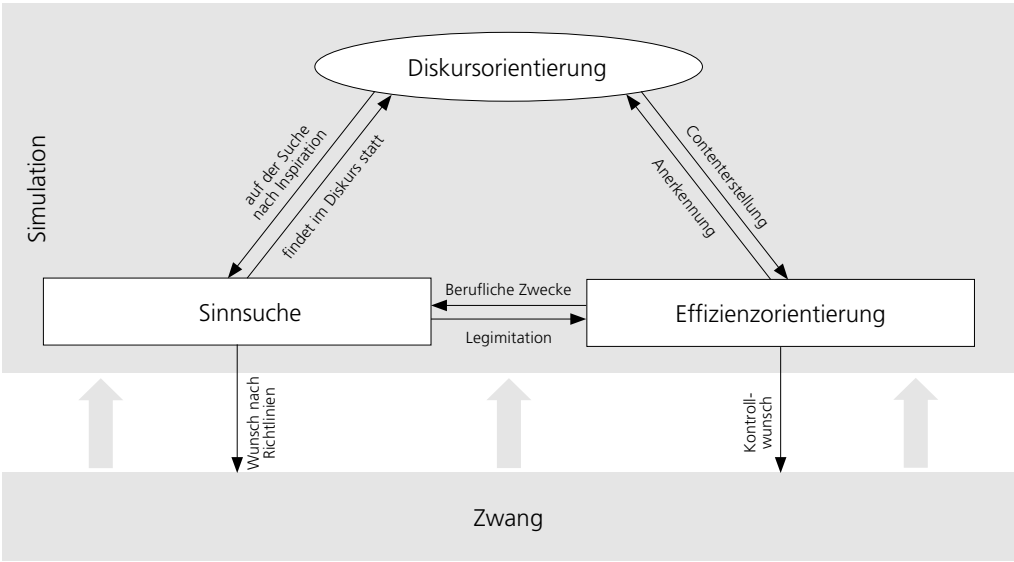 Diskursorientierung
Simulation
auf der Suche
nach Inspiration
findet im Diskurs statt
Contenterstellung
Anerkennung
Sinnsuche
Berufliche Zwecke
Legimitation
Effizienzorientierung
Wunsch nach
Richtlinien
Kontroll-
wunsch
Zwang